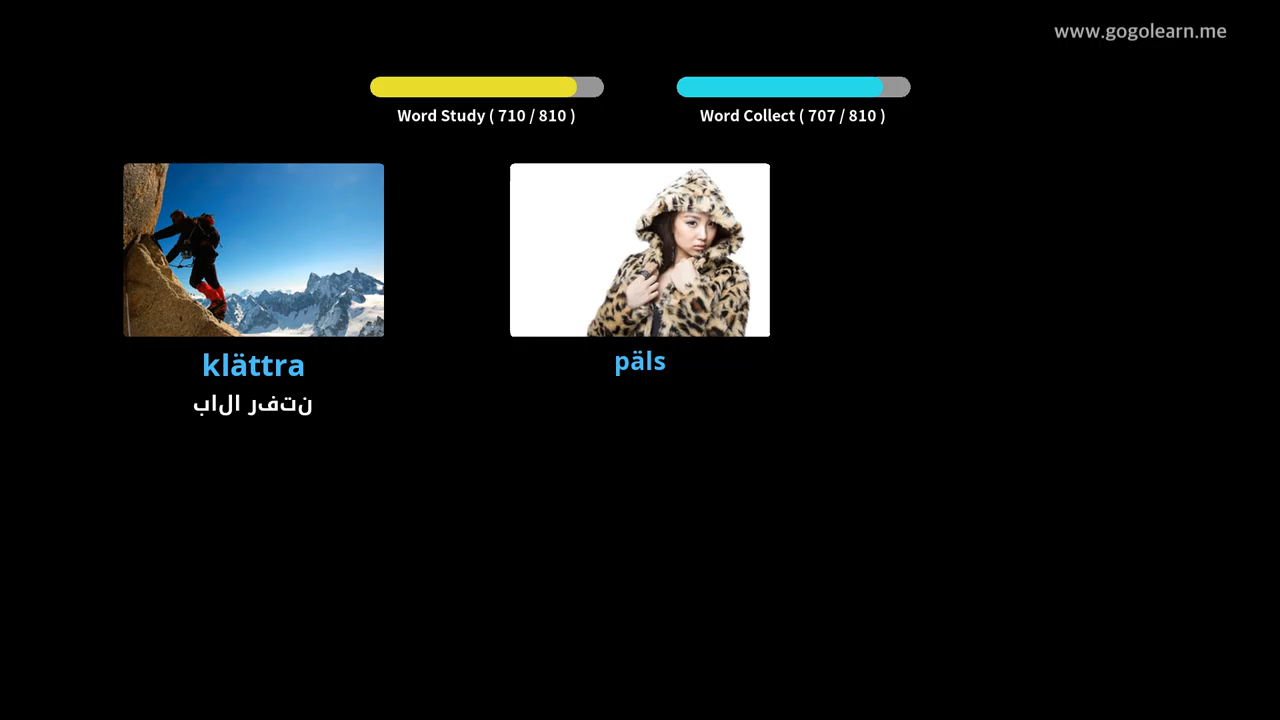 www.gogolearn.me
Word Study ( 710 / 810 )
Word Collect ( 707 / 810 )
klättra
نتفر الاب
päls